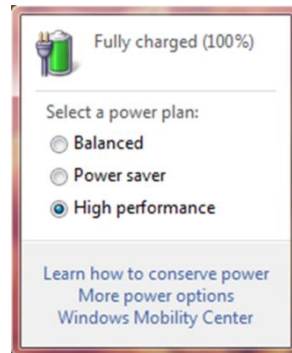 Fully charged (100%)
Select a power plan:
Balanced
Power saver
High performance
Learn how to conserve power
More power options
Windows Mobility Center